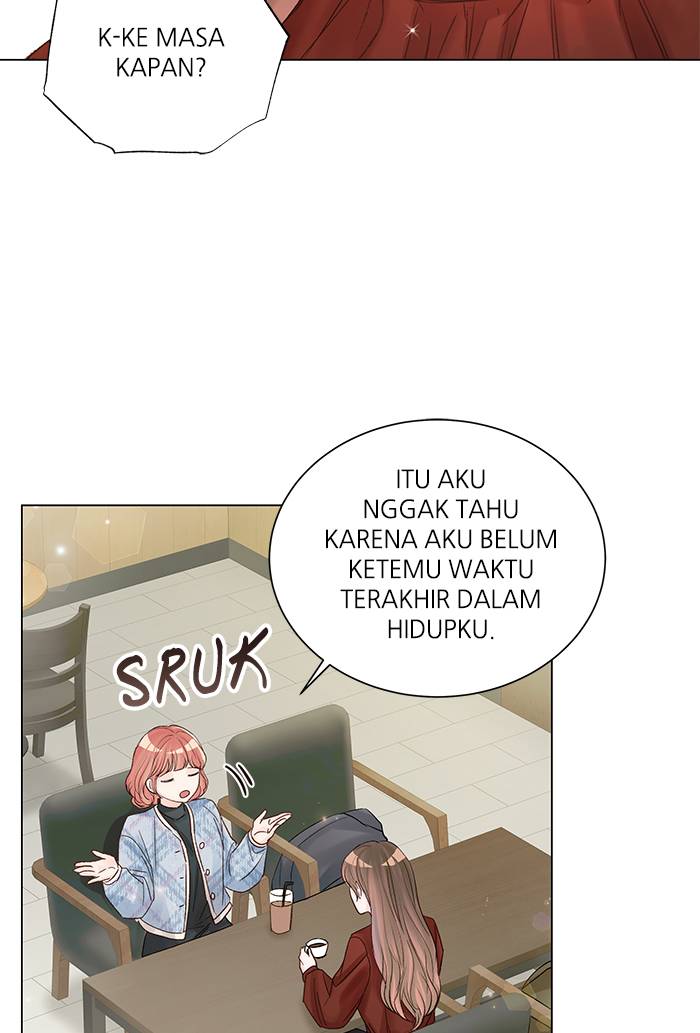 K-KE MASA
KAPAN?
ITU AKU
NGGAK TAHU
KARENA AKU BELUM
KETEMU WAKTU
TERAKHIR DALAM
HIDUPKU.
SRUK